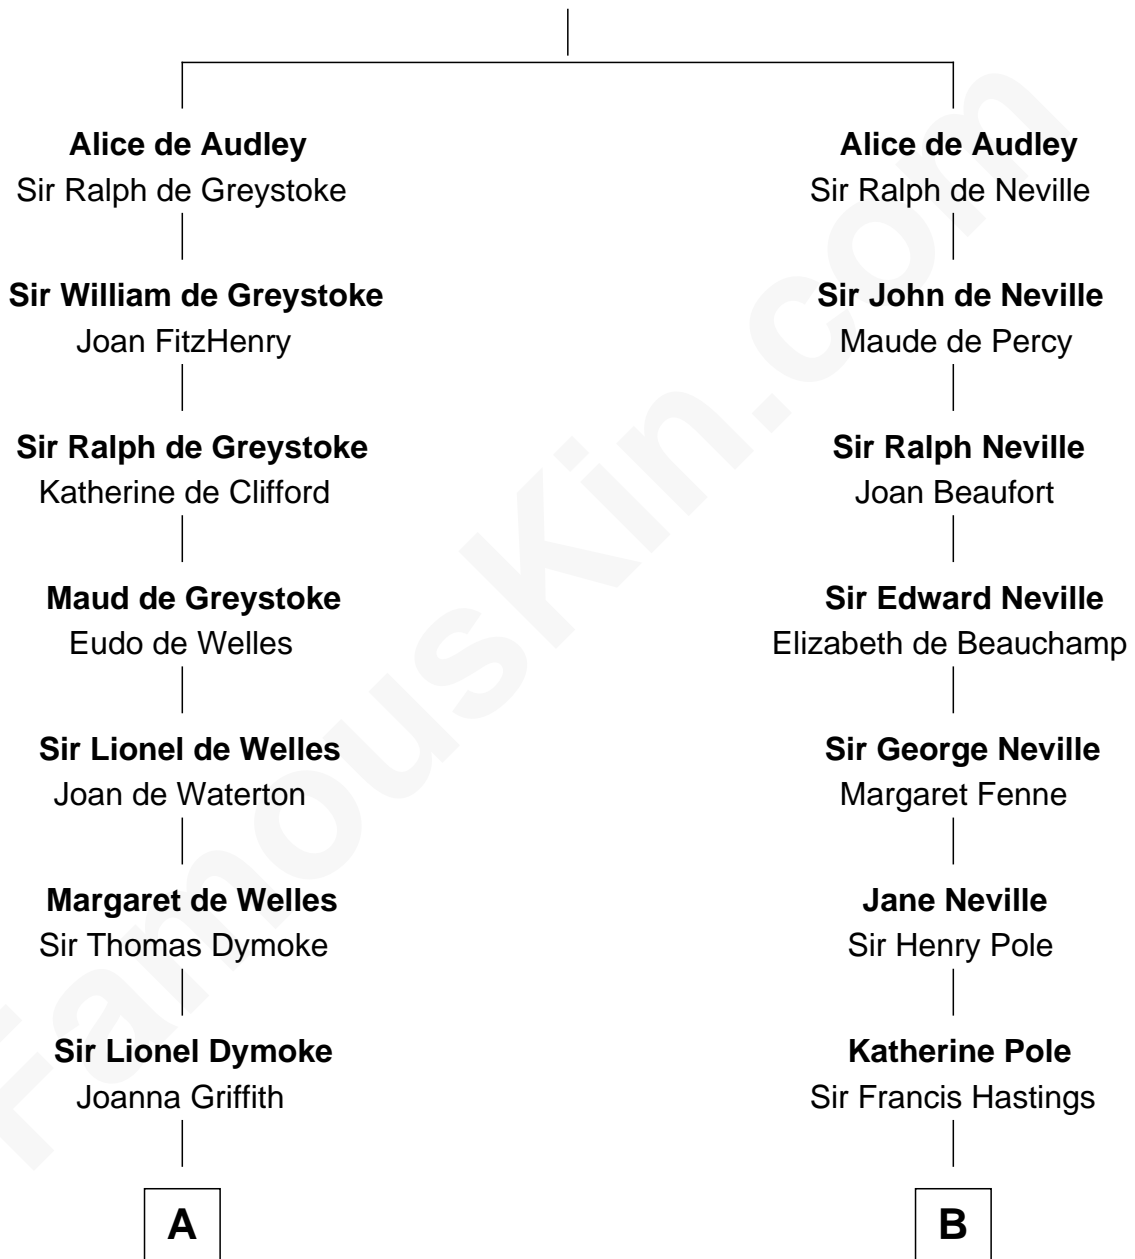 Alice de Audley
Sir Ralph de Greystoke
Sir William de Greystoke
Joan FitzHenry
Sir Ralph de Greystoke
Katherine de Clifford
Maud de Greystoke
Eudo de Welles
Sir Lionel de Welles
Joan de Waterton
Margaret de Welles
Sir Thomas Dymoke
Sir Lionel Dymoke
Joanna Griffith
A
Alice de Audley
Sir Ralph de Neville
Sir John de Neville
Maude de Percy
Sir Ralph Neville
Joan Beaufort
Sir Edward Neville
Elizabeth de Beauchamp
Sir George Neville
Margaret Fenne
Jane Neville
Sir Henry Pole
Katherine Pole
Sir Francis Hastings
B
FamousKin.com